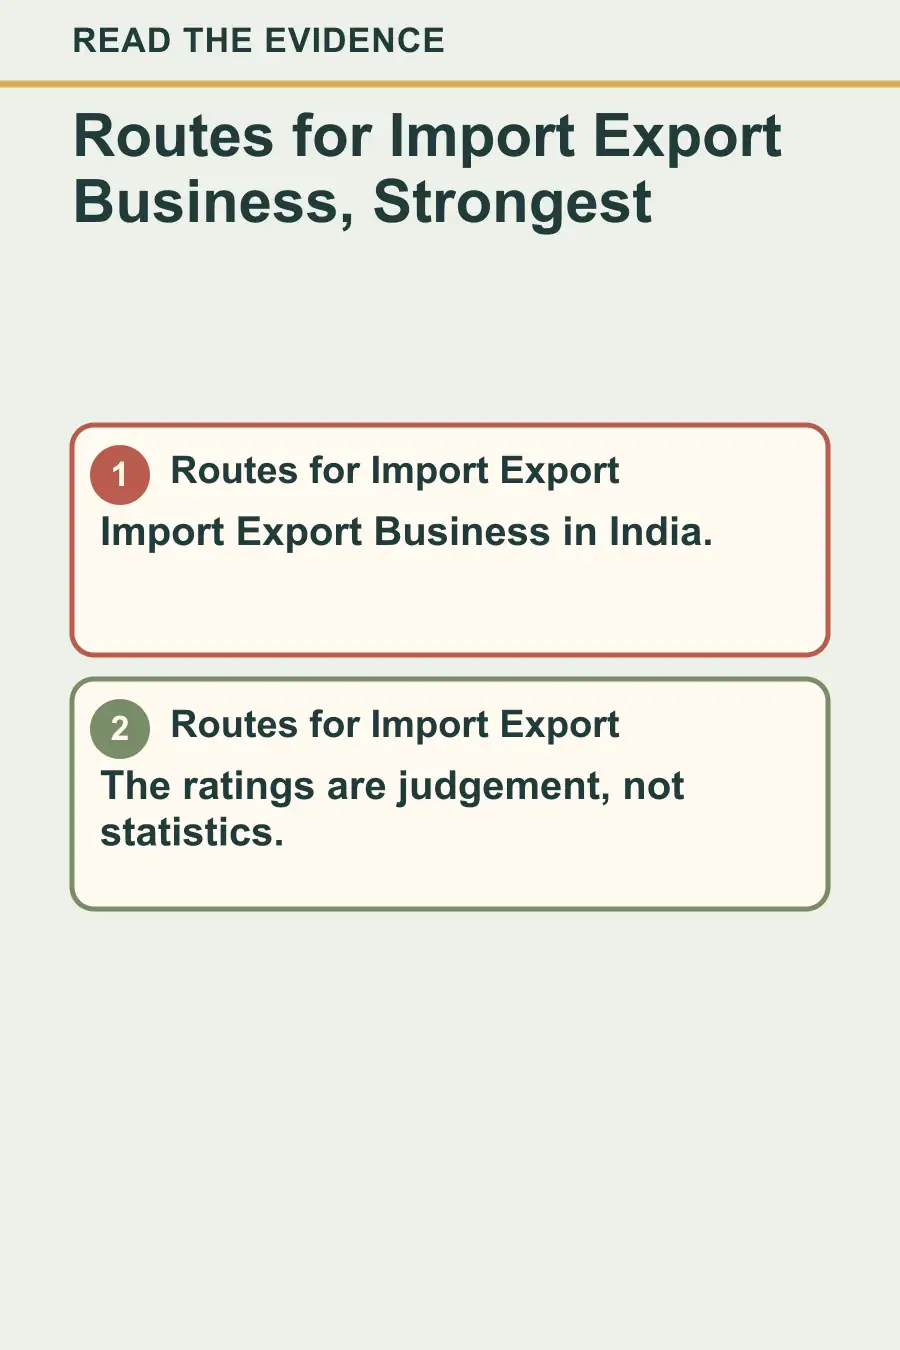 READ THE EVIDENCE
Routes for Import Export
Business, Strongest
1 Routes for Import Export
Import Export Business in India.
2 Routes for Import Export
The ratings are judgement, not
statistics.